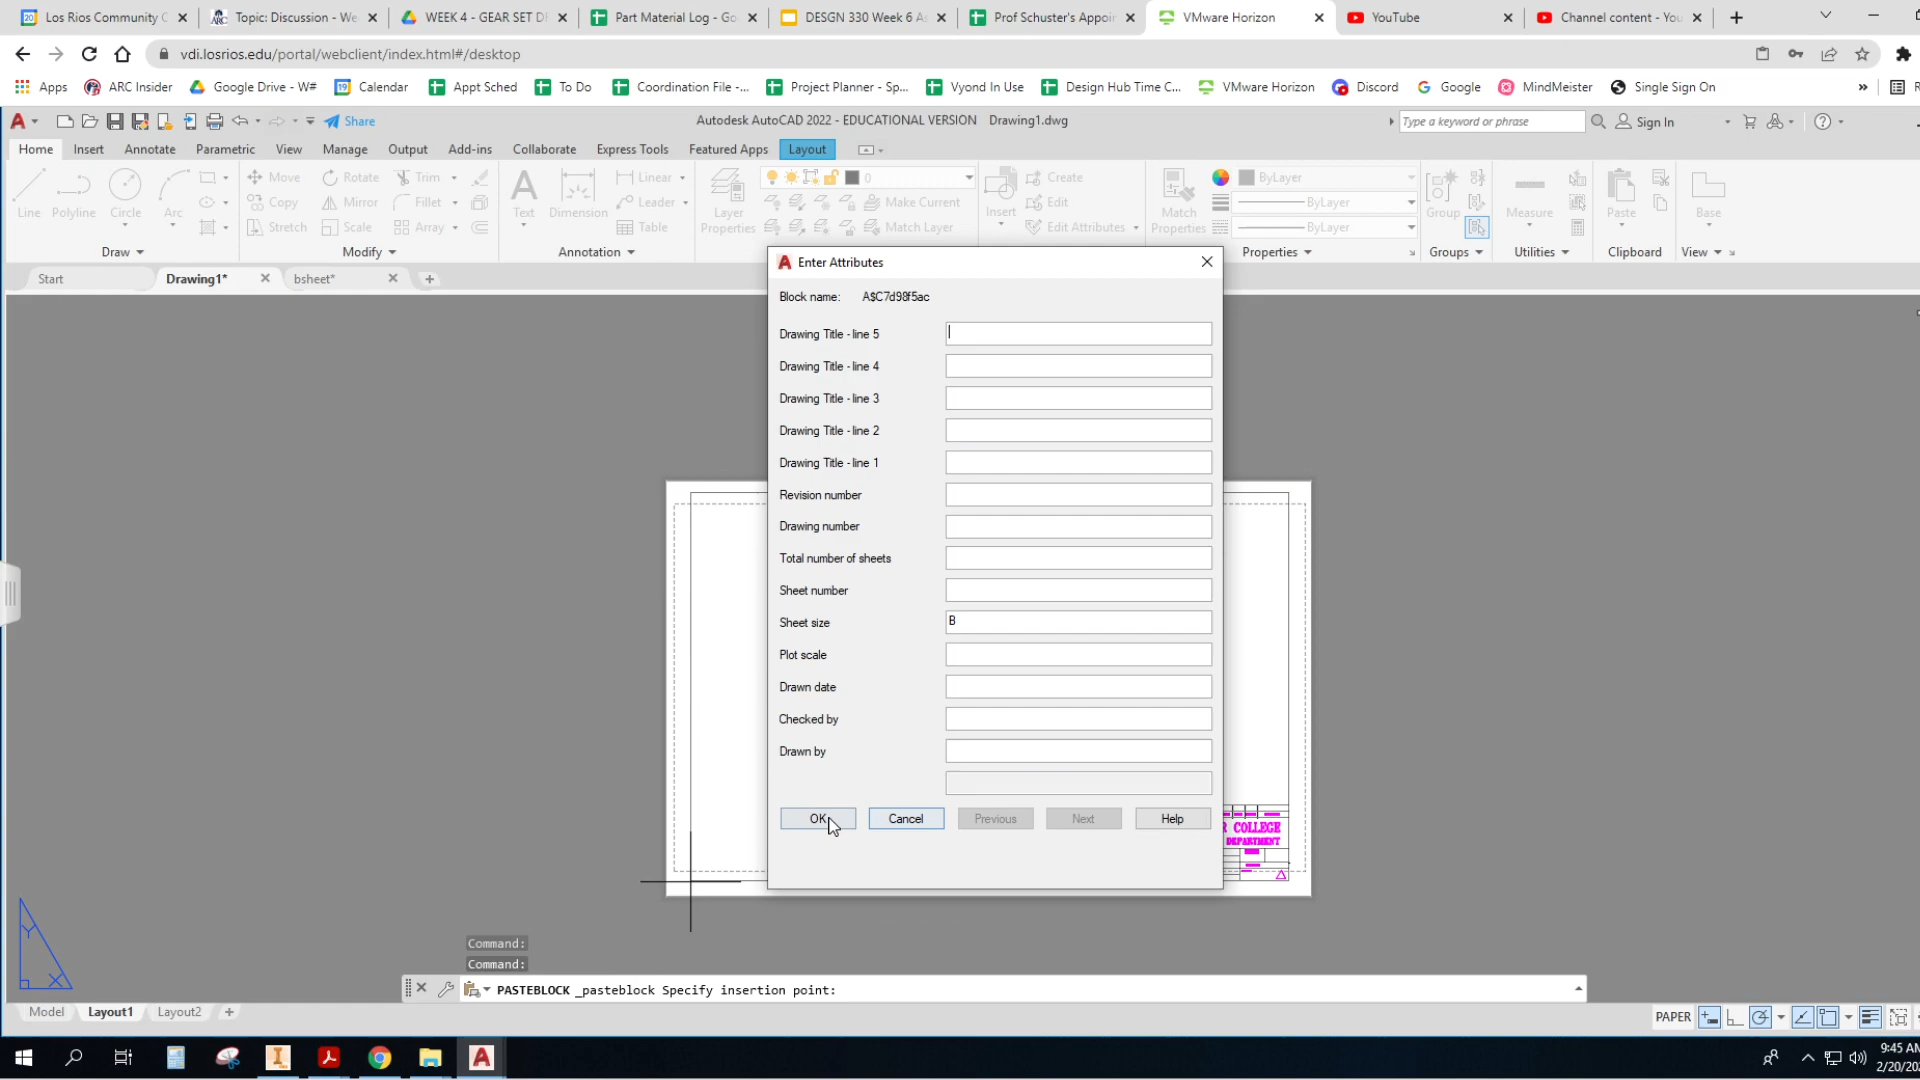 Los Rios Community C
Topic: Discussion - We
WEEK 4 - GEAR SET D
Part Material Log - Go
DESGN 330 Week 6 As
Prof Schuster's Appoin
VMware Horizon
YouTube
Channel content - You
vdi.losrios.edu/portal/webclient/index.html#/desktop
Apps
ARC Insider
Google Drive - W#
Calendar
Appt Sched
To Do
Coordination File -...
Project Planner - Sp...
Vyond In Use
Design Hub Time C...
VMware Horizon
Discord
Google
MindMeister
Single Sign On
Share
Autodesk AutoCAD 2022 - EDUCATIONAL VERSION Drawing1.dwg
Type a keyword or phrase
Sign In
Home
Insert
Annotate
Parametric
View
Manage
Output
Add-ins
Collaborate
Express Tools
Featured Apps
Layout
Line
Polyline
Circle
Arc
Move
Rotate
Trim
Copy
Mirror
Fillet
Stretch
Scale
Array
Text
Dimension
Linear
Leader
Table
Layer
Properties
0
Make Current
Match Layer
Insert
Create
Edit
Edit Attributes
Match
Properties
ByLayer
ByLayer
ByLayer
Group
Measure
Paste
Base
Draw
Modify
Annotation
Properties
Groups
Utilities
Clipboard
View
Start
Drawing1*
bsheet*
Enter Attributes
Block name: A$C7d98f5ac
Drawing Title - line 5
Drawing Title - line 4
Drawing Title - line 3
Drawing Title - line 2
Drawing Title - line 1
Revision number
Drawing number
Total number of sheets
Sheet number
Sheet size B
Plot scale
Drawn date
Checked by
Drawn by
OK
Cancel
Previous
Next
Help
R COLLEGE
DEPARTMENT
Y
X
Command:
Command:
PASTEBLOCK _pasteblock Specify insertion point:
Model
Layout1
Layout2
PAPER
9:45 AM
2/20/202